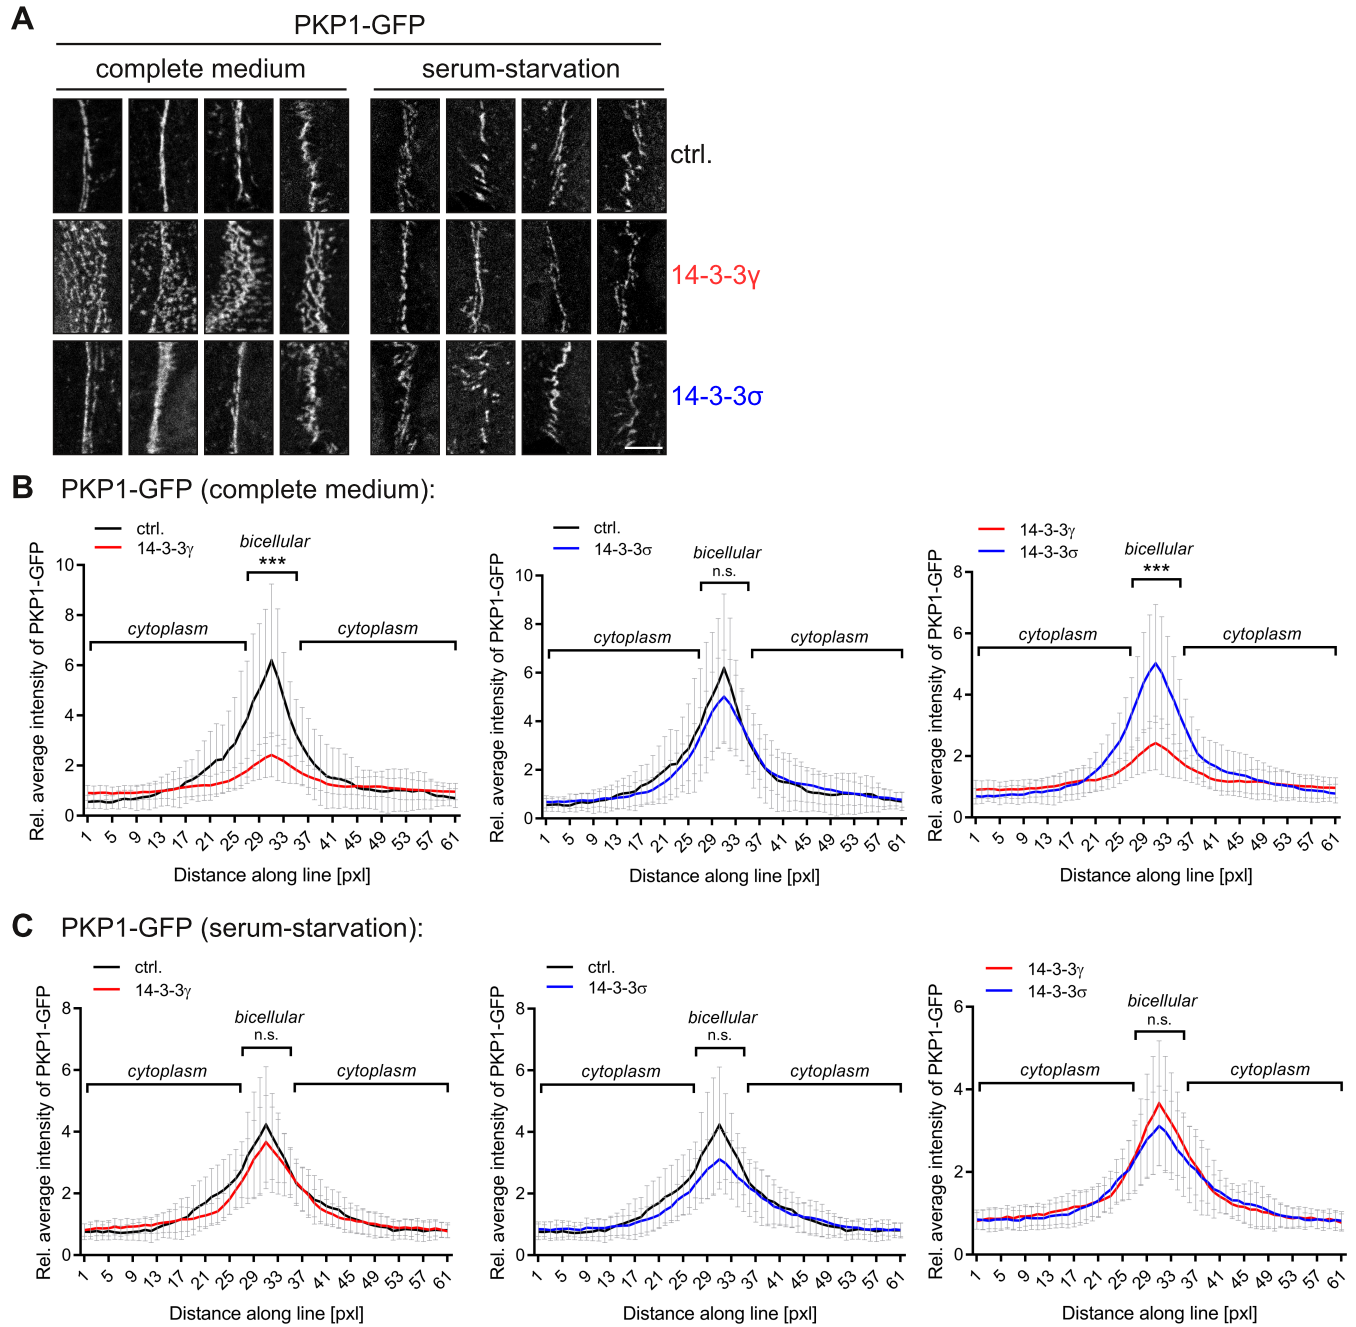 A
PKP1-GFP
complete medium
serum-starvation
ctrl.
14-3-3γ
14-3-3σ
B PKP1-GFP (complete medium):
ctrl.
14-3-3γ
bicellular
***
cytoplasm
cytoplasm
Rel. average intensity of PKP1-GFP
10
8
6
4
2
0
1 5 9 13 17 21 25 29 33 37 41 45 49 53 57 61
Distance along line [pxl]
ctrl.
14-3-3σ
bicellular
n.s.
cytoplasm
cytoplasm
Rel. average intensity of PKP1-GFP
10
8
6
4
2
0
1 5 9 13 17 21 25 29 33 37 41 45 49 53 57 61
Distance along line [pxl]
14-3-3γ
14-3-3σ
bicellular
***
cytoplasm
cytoplasm
Rel. average intensity of PKP1-GFP
8
6
4
2
0
1 5 9 13 17 21 25 29 33 37 41 45 49 53 57 61
Distance along line [pxl]
C PKP1-GFP (serum-starvation):
ctrl.
14-3-3γ
bicellular
n.s.
cytoplasm
cytoplasm
Rel. average intensity of PKP1-GFP
8
6
4
2
0
1 5 9 13 17 21 25 29 33 37 41 45 49 53 57 61
Distance along line [pxl]
ctrl.
14-3-3σ
bicellular
n.s.
cytoplasm
cytoplasm
Rel. average intensity of PKP1-GFP
8
6
4
2
0
1 5 9 13 17 21 25 29 33 37 41 45 49 53 57 61
Distance along line [pxl]
14-3-3γ
14-3-3σ
bicellular
n.s.
cytoplasm
cytoplasm
Rel. average intensity of PKP1-GFP
6
4
2
0
1 5 9 13 17 21 25 29 33 37 41 45 49 53 57 61
Distance along line [pxl]